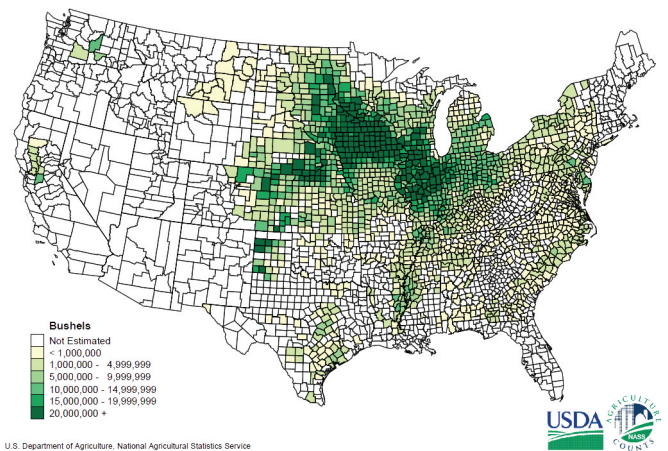 Bushels
Not Estimated
< 1,000,000
1,000,000 - 4,999,999
5,000,000 - 9,999,999
10,000,000 - 14,999,999
15,000,000 - 19,999,999
20,000,000 +
USDA
AGRICULTURE
NASS
COUNTS
U.S. Department of Agriculture, National Agricultural Statistics Service